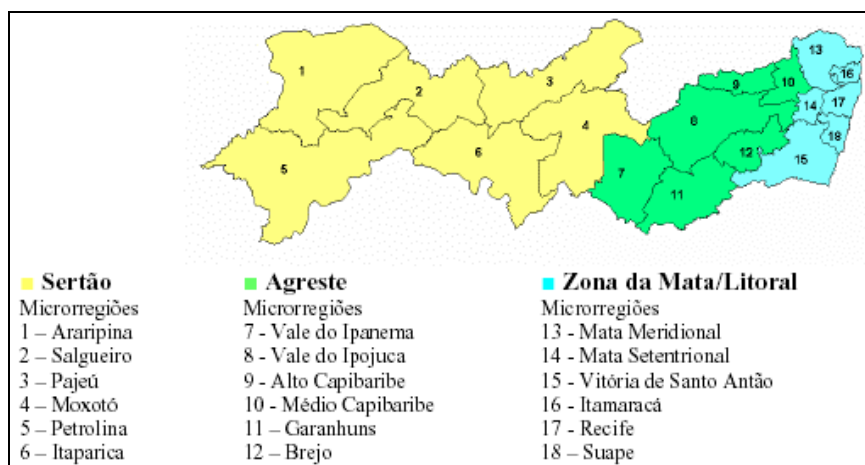 1
2
3
4
5
6
7
8
9
10
11
12
13
14
15
16
17
18
Sertão
Microrregiões
1 – Araripina
2 – Salgueiro
3 – Pajeú
4 – Moxotó
5 – Petrolina
6 – Itaparica
Agreste
Microrregiões
7 - Vale do Ipanema
8 - Vale do Ipojuca
9 - Alto Capibaribe
10 - Médio Capibaribe
11 – Garanhuns
12 – Brejo
Zona da Mata/Litoral
Microrregiões
13 - Mata Meridional
14 - Mata Setentrional
15 - Vitória de Santo Antão
16 - Itamaracá
17 - Recife
18 – Suape